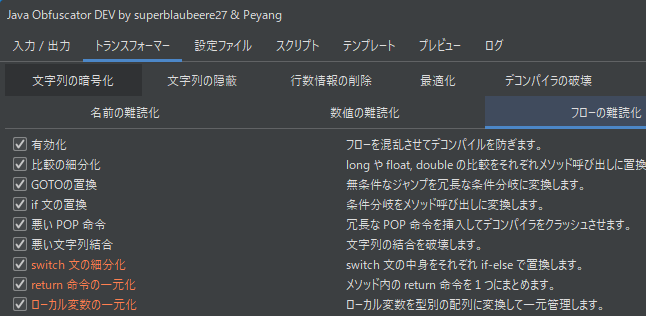 Java Obfuscator DEV by superblaubeere27 & Peyang
入力 / 出力 トランスフォーマー 設定ファイル スクリプト テンプレート プレビュー ログ
文字列の暗号化 文字列の隠蔽 行数情報の削除 最適化 デコンパイラの破壊
名前の難読化 数値の難読化 フローの難読化
有効化 フローを混乱させてデコンパイルを防ぎます。
比較の細分化 long や float, double の比較をそれぞれメソッド呼び出しに置換
GOTOの置換 無条件なジャンプを冗長な条件分岐に変換します。
if 文の置換 条件分岐をメソッド呼び出しに変換します。
悪い POP 命令 冗長な POP 命令を挿入してデコンパイラをクラッシュさせます。
悪い文字列結合 文字列の結合を破壊します。
switch 文の細分化 switch 文の中身をそれぞれ if-else で置換します。
return 命令の一元化 メソッド内の return 命令を 1 つにまとめます。
ローカル変数の一元化 ローカル変数を型別の配列に変換して一元管理します。